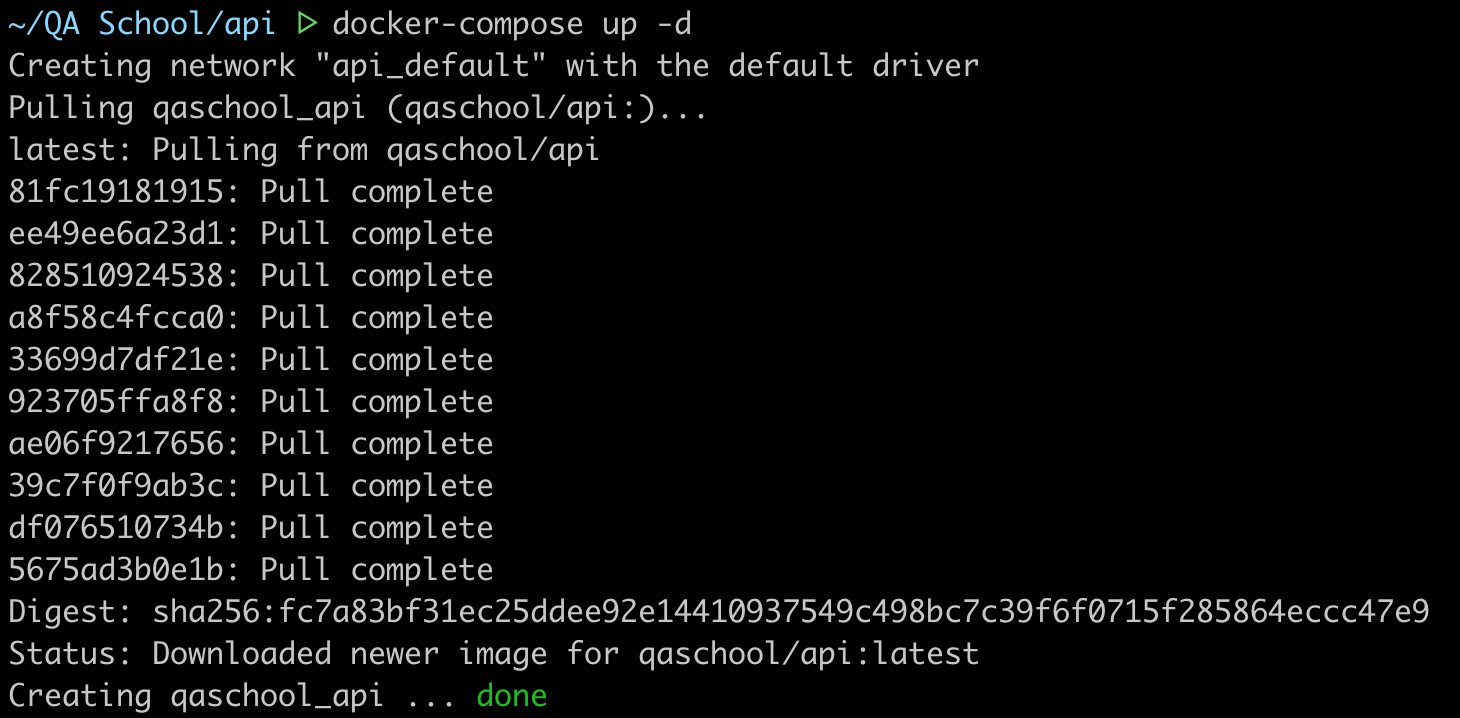 ~/QA School/api ▷ docker-compose up -d
Creating network "api_default" with the default driver
Pulling qaschool_api (qaschool/api:)...
latest: Pulling from qaschool/api
81fc19181915: Pull complete
ee49ee6a23d1: Pull complete
828510924538: Pull complete
a8f58c4fcca0: Pull complete
33699d7df21e: Pull complete
923705ffa8f8: Pull complete
ae06f9217656: Pull complete
39c7f0f9ab3c: Pull complete
df076510734b: Pull complete
5675ad3b0e1b: Pull complete
Digest: sha256:fc7a83bf31ec25ddee92e14410937549c498bc7c39f6f0715f285864eccc47e9
Status: Downloaded newer image for qaschool/api:latest
Creating qaschool_api ... done